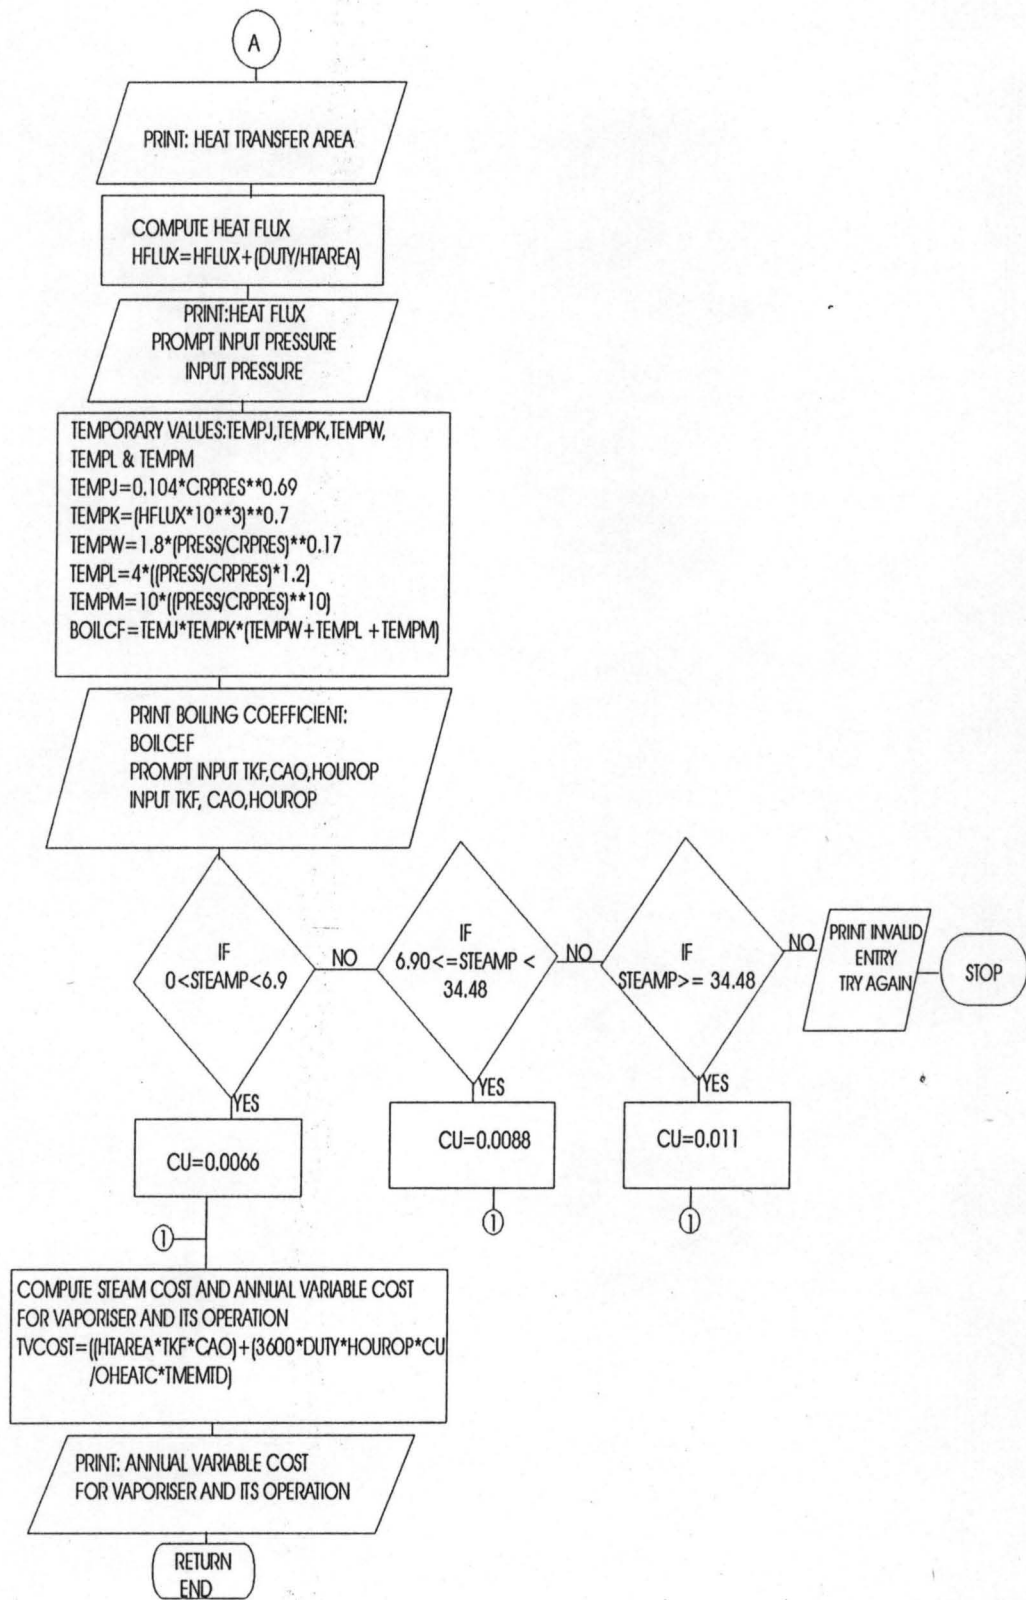 A
PRINT: HEAT TRANSFER AREA
COMPUTE HEAT FLUX
HFLUX=HFLUX+(DUTY/HTAREA)
PRINT:HEAT FLUX
PROMPT INPUT PRESSURE
INPUT PRESSURE
TEMPORARY VALUES:TEMPJ,TEMPK,TEMPW,
TEMPL & TEMPM
TEMPJ=0.104*CRPRES**0.69
TEMPK=(HFLUX*10**3)**0.7
TEMPW=1.8*(PRESS/CRPRES)**0.17
TEMPL=4*((PRESS/CRPRES)*1.2)
TEMPM=10*((PRESS/CRPRES)**10)
BOILCF=TEMJ*TEMPK*(TEMPW+TEMPL +TEMPM)
PRINT BOILING COEFFICIENT:
BOILCEF
PROMPT INPUT TKF,CAO,HOUROP
INPUT TKF, CAO,HOUROP
IF
0<STEAMP<6.9
NO
IF
6.90<=STEAMP <
34.48
NO
IF
STEAMP>= 34.48
NO
PRINT INVALID
ENTRY
TRY AGAIN
STOP
YES
YES
YES
CU=0.0066
CU=0.0088
CU=0.011
1
1
1
COMPUTE STEAM COST AND ANNUAL VARIABLE COST
FOR VAPORISER AND ITS OPERATION
TVCOST=((HTAREA*TKF*CAO)+(3600*DUTY*HOUROP*CU
/OHEATC*TMEMTD)
PRINT: ANNUAL VARIABLE COST
FOR VAPORISER AND ITS OPERATION
RETURN
END